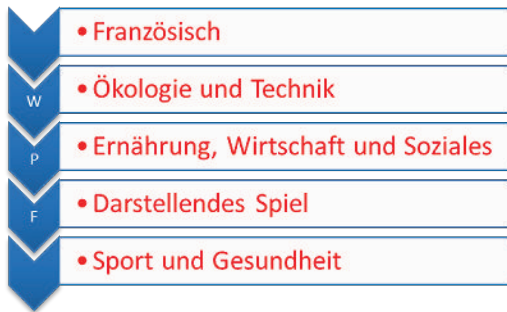 • Französisch
W • Ökologie und Technik
P • Ernährung, Wirtschaft und Soziales
F • Darstellendes Spiel
• Sport und Gesundheit